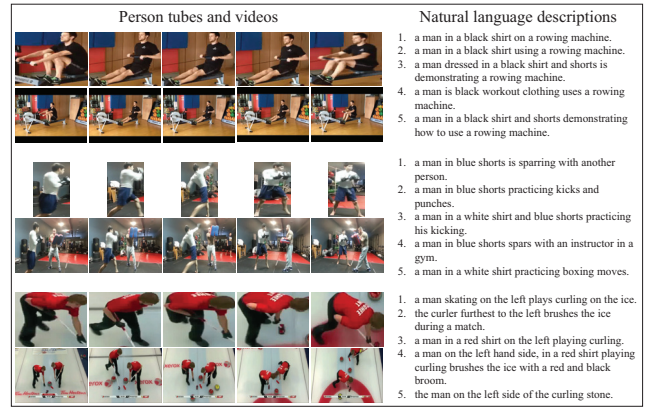 Person tubes and videos
Natural language descriptions
1. a man in a black shirt on a rowing machine.
2. a man in a black shirt using a rowing machine.
3. a man dressed in a black shirt and shorts is
demonstrating a rowing machine.
4. a man is black workout clothing uses a rowing
machine.
5. a man in a black shirt and shorts demonstrating
how to use a rowing machine.
1. a man in blue shorts is sparring with another
person.
2. a man in blue shorts practicing kicks and
punches.
3. a man in a white shirt and blue shorts practicing
his kicking.
4. a man in blue shorts spars with an instructor in a
gym.
5. a man in a white shirt practicing boxing moves.
1. a man skating on the left plays curling on the ice.
2. the curler furthest to the left brushes the ice
during a match.
3. a man in a red shirt on the left playing curling.
4. a man on the left hand side, in a red shirt playing
curling brushes the ice with a red and black
broom.
5. the man on the left side of the curling stone.